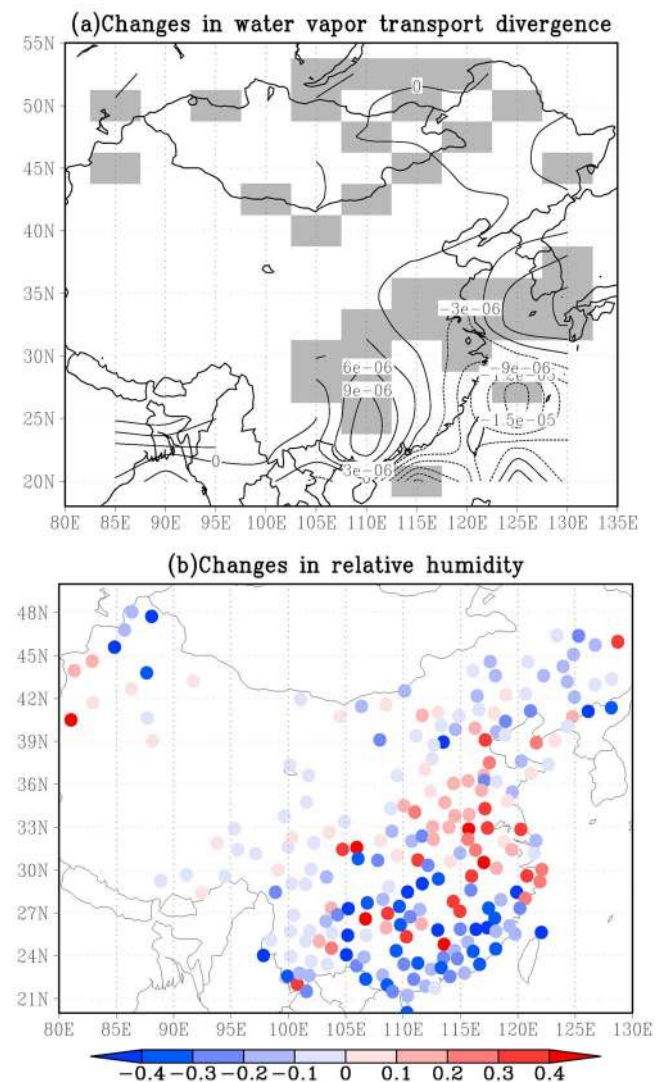 (a)Changes in water vapor transport divergence
55N
50N
0
45N
40N
35N
-3e-06
30N
6e-06
-9e-06
9e-06
25N
-1.5e-05
0
3e-06
20N
80E 85E 90E 95E 100E 105E 110E 115E 120E 125E 130E 135E
(b)Changes in relative humidity
48N
45N
42N
39N
36N
33N
30N
27N
24N
21N
80E 85E 90E 95E 100E 105E 110E 115E 120E 125E 130E
-0.4 -0.3 -0.2 -0.1 0 0.1 0.2 0.3 0.4